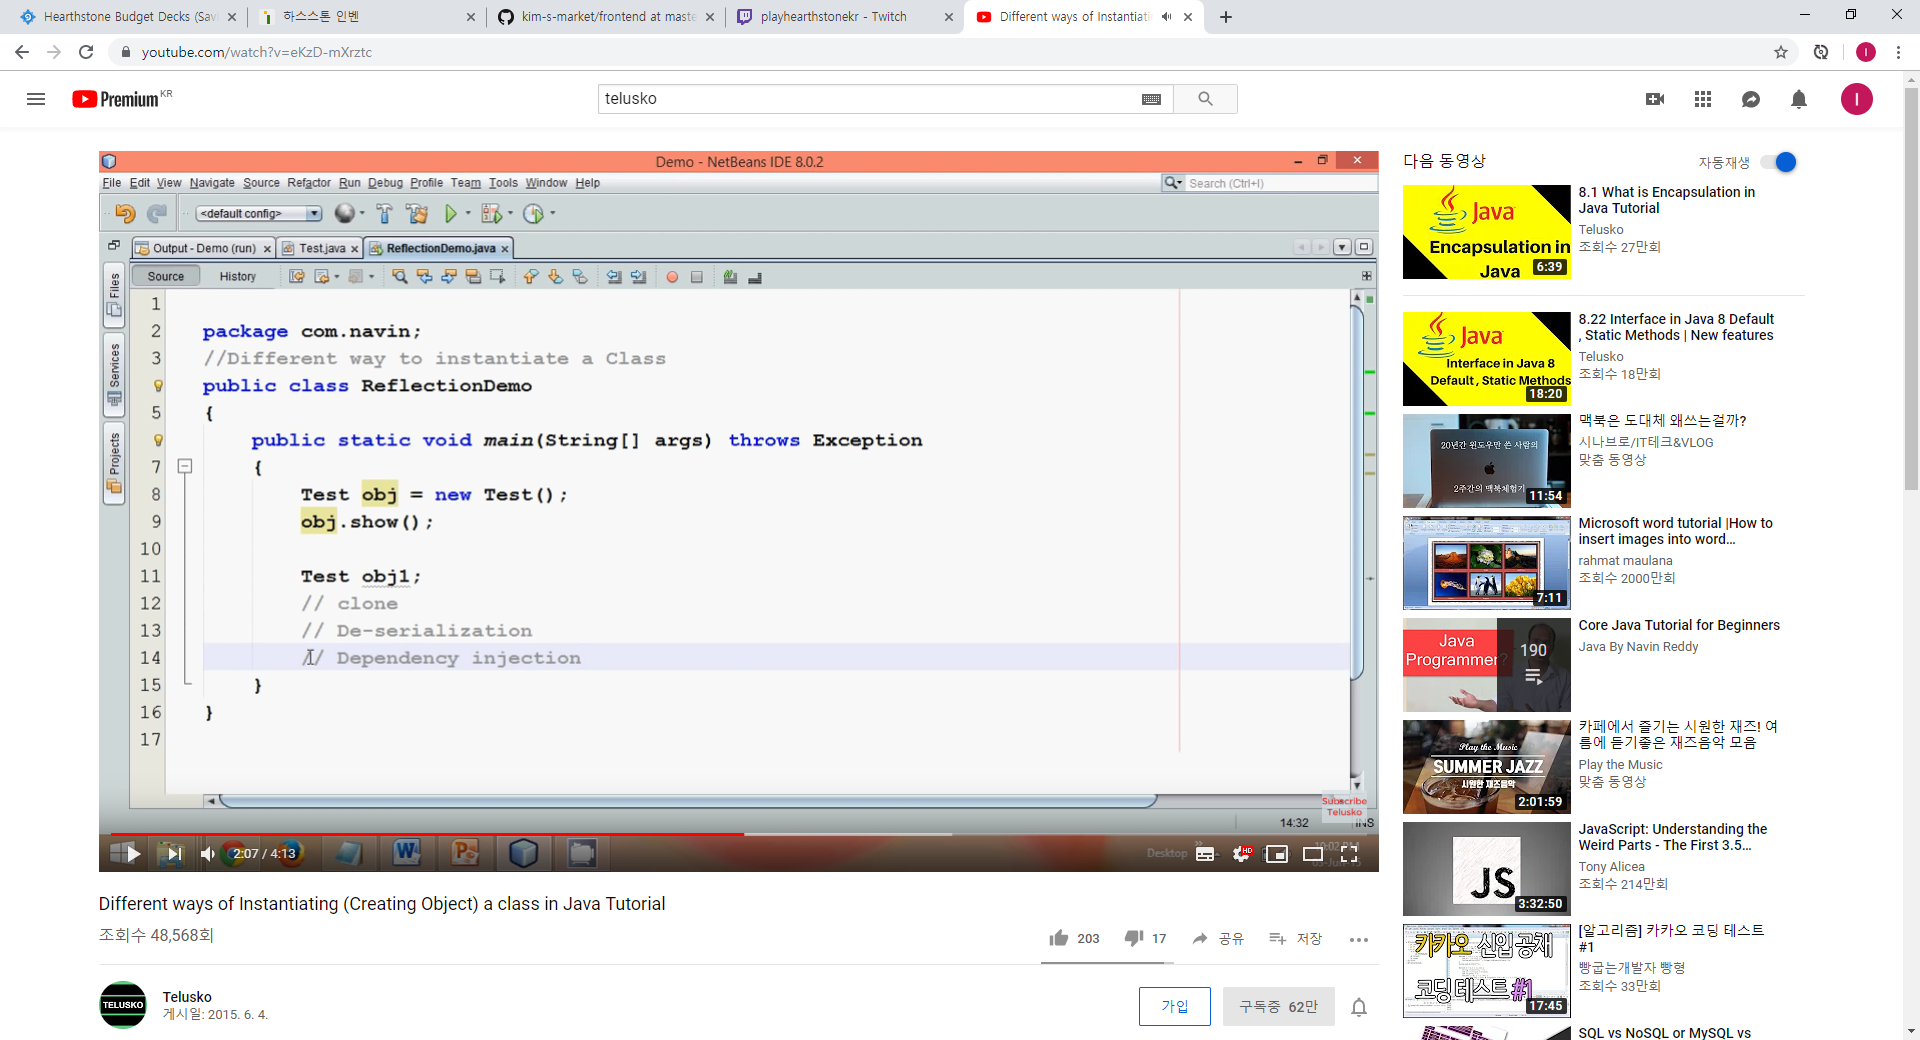 Hearthstone Budget Decks (Sav
하스스톤 인벤
kim-s-market/frontend at maste
playhearthstonekr - Twitch
Different ways of Instantiati
youtube.com/watch?v=eKzD-mXrztc
Premium KR
telusko
Demo - NetBeans IDE 8.0.2
File Edit View Navigate Source Refactor Run Debug Profile Team Tools Window Help
Search (Ctrl+I)
<default config>
Output - Demo (run)
Test.java
ReflectionDemo.java
Source
History
Files
Services
Projects
1
2 package com.navin;
3 //Different way to instantiate a Class
public class ReflectionDemo
5 {
public static void main(String[] args) throws Exception
7 {
8 Test obj = new Test();
9 obj.show();
10
11 Test obj1;
12 // clone
13 // De-serialization
14 // Dependency injection
15 }
16 }
17
Subscribe
Telusko
14:32
INS
2:07 / 4:13
Desktop
HD
Different ways of Instantiating (Creating Object) a class in Java Tutorial
조회수 48,568회
203
17
공유
저장
TELUSKO
Telusko
게시일: 2015. 6. 4.
가입
구독중 62만
다음 동영상
자동재생
Java
Encapsulation in
Java
6:39
8.1 What is Encapsulation in
Java Tutorial
Telusko
조회수 27만회
Java
Interface in Java 8
Default , Static Methods
18:20
8.22 Interface in Java 8 Default
, Static Methods | New features
Telusko
조회수 18만회
20년간 윈도우만 쓴 사람의
2주간의 맥북체험기
11:54
맥북은 도대체 왜쓰는걸까?
시나브로/IT테크&VLOG
맞춤 동영상
7:11
Microsoft word tutorial |How to
insert images into word...
rahmat maulana
조회수 2000만회
Java
Programmer?
190
Core Java Tutorial for Beginners
Java By Navin Reddy
Play the Music
SUMMER JAZZ
시원한 재즈음악
2:01:59
카페에서 즐기는 시원한 재즈! 여
름에 듣기좋은 재즈음악 모음
Play the Music
맞춤 동영상
JS
3:32:50
JavaScript: Understanding the
Weird Parts - The First 3.5...
Tony Alicea
조회수 214만회
카카오 신입 공채
코딩 테스트 #1
17:45
[알고리즘] 카카오 코딩 테스트
#1
빵굽는개발자 빵형
조회수 33만회
SQL vs NoSQL or MySQL vs